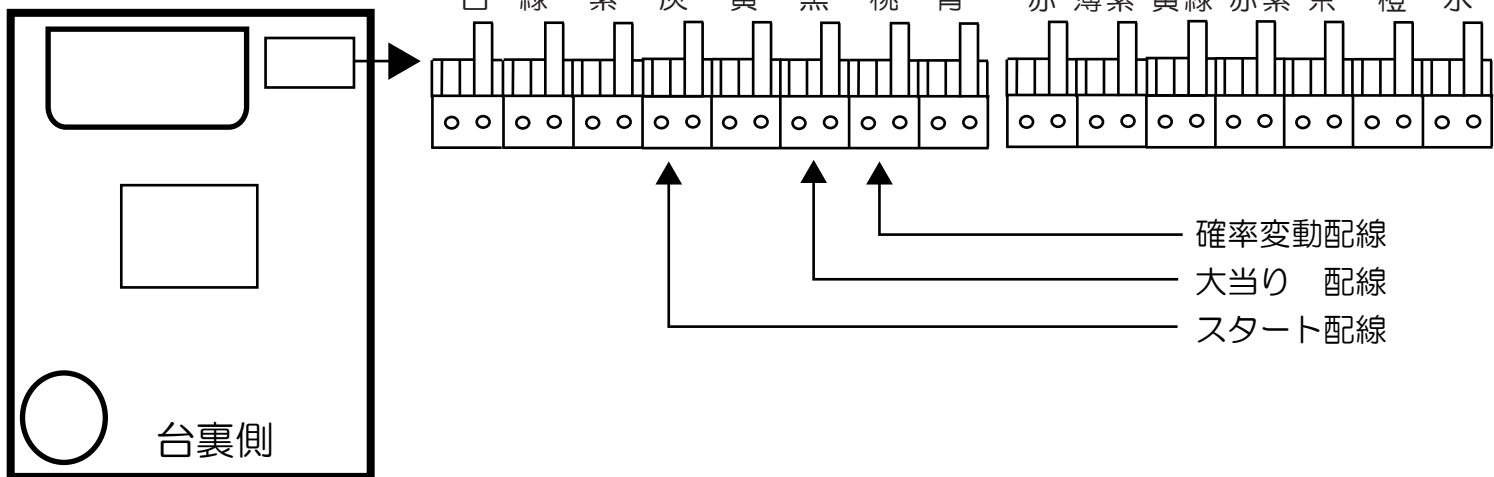 白 緑 紫 灰 黄 黒 桃 青 赤 薄紫 黄緑 赤紫 茶 橙 水
確率変動配線
大当り　配線
スタート配線
台裏側